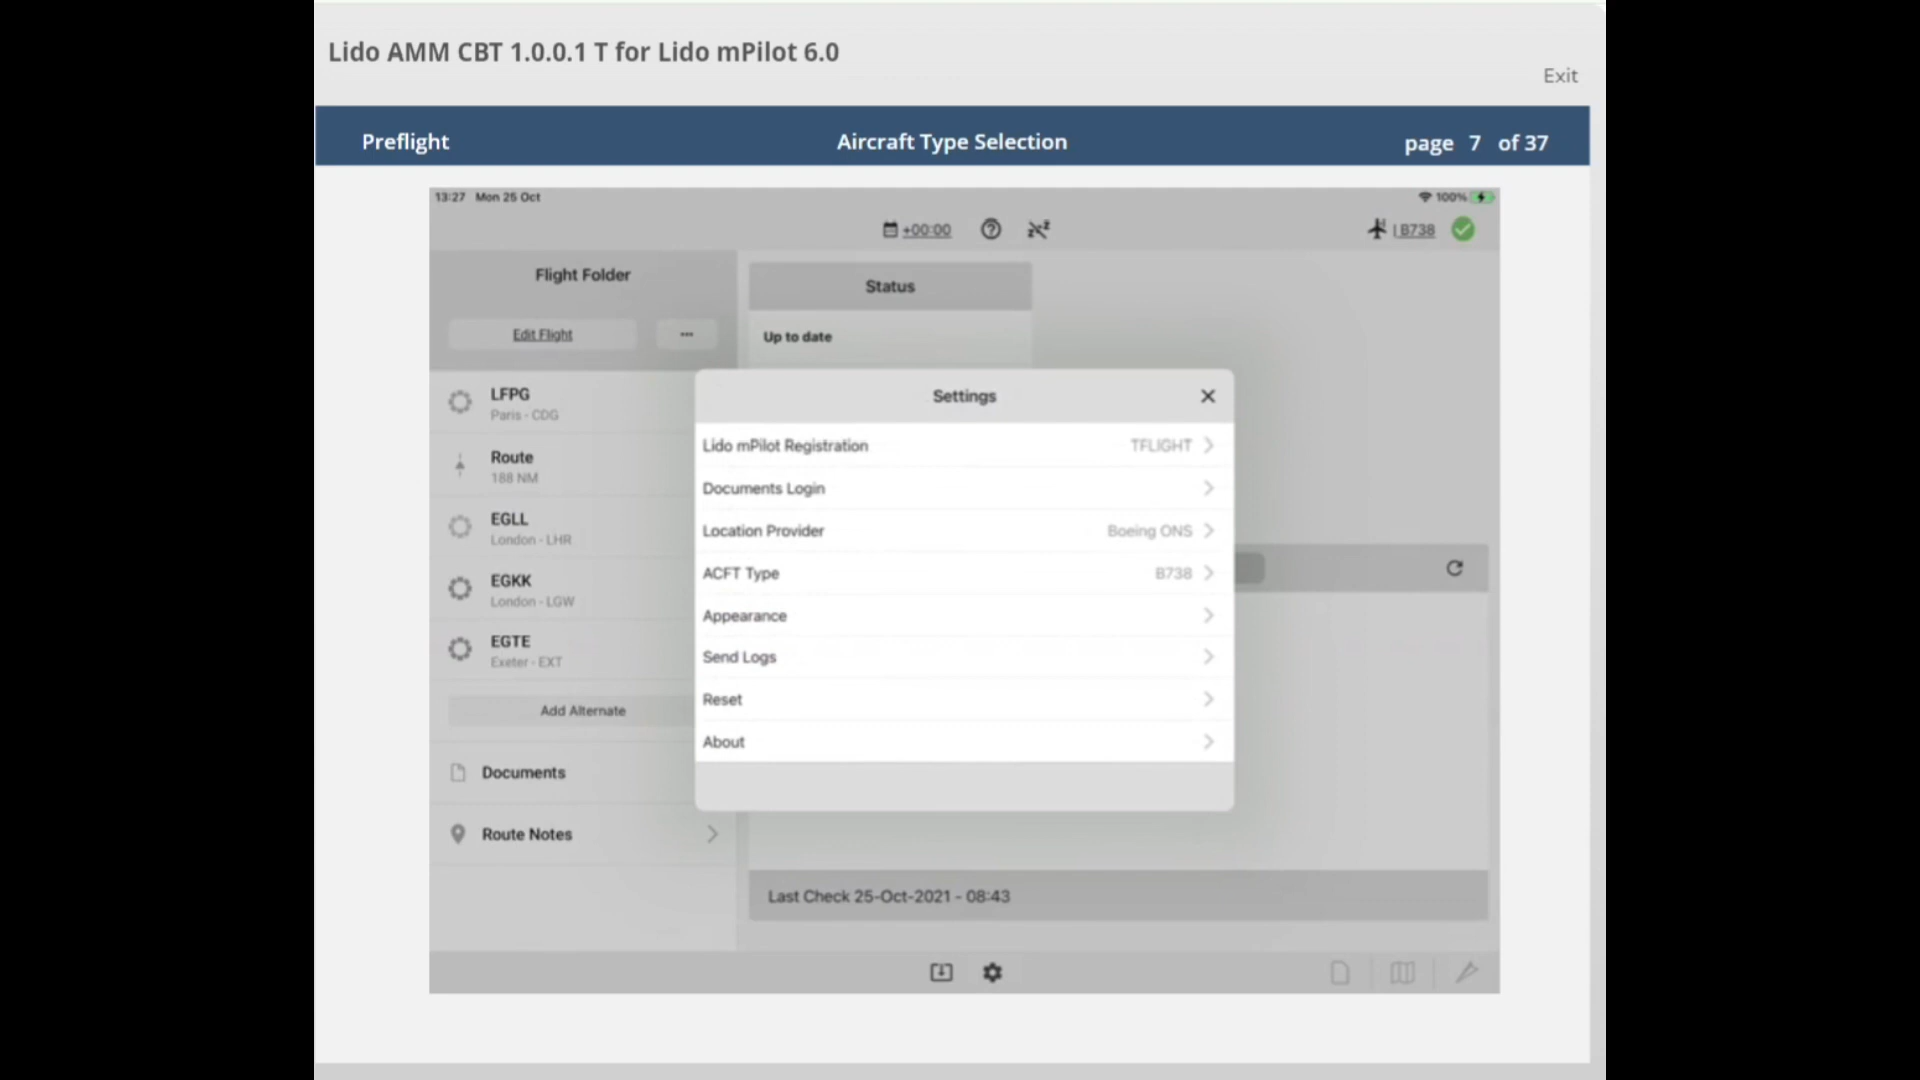 Lido AMM CBT 1.0.0.1 T for Lido mPilot 6.0
Exit
Preflight
Aircraft Type Selection
page 7 of 37
13:27 Mon 25 Oct
100%
+00:00
| B738
Flight Folder
Edit Flight
...
LFPG
Paris - CDG
Route
188 NM
EGLL
London - LHR
EGKK
London - LGW
EGTE
Exeter - EXT
Add Alternate
Documents
Route Notes
Status
Up to date
Settings
Lido mPilot Registration TFLIGHT
Documents Login
Location Provider Boeing ONS
ACFT Type B738
Appearance
Send Logs
Reset
About
Last Check 25-Oct-2021 - 08:43